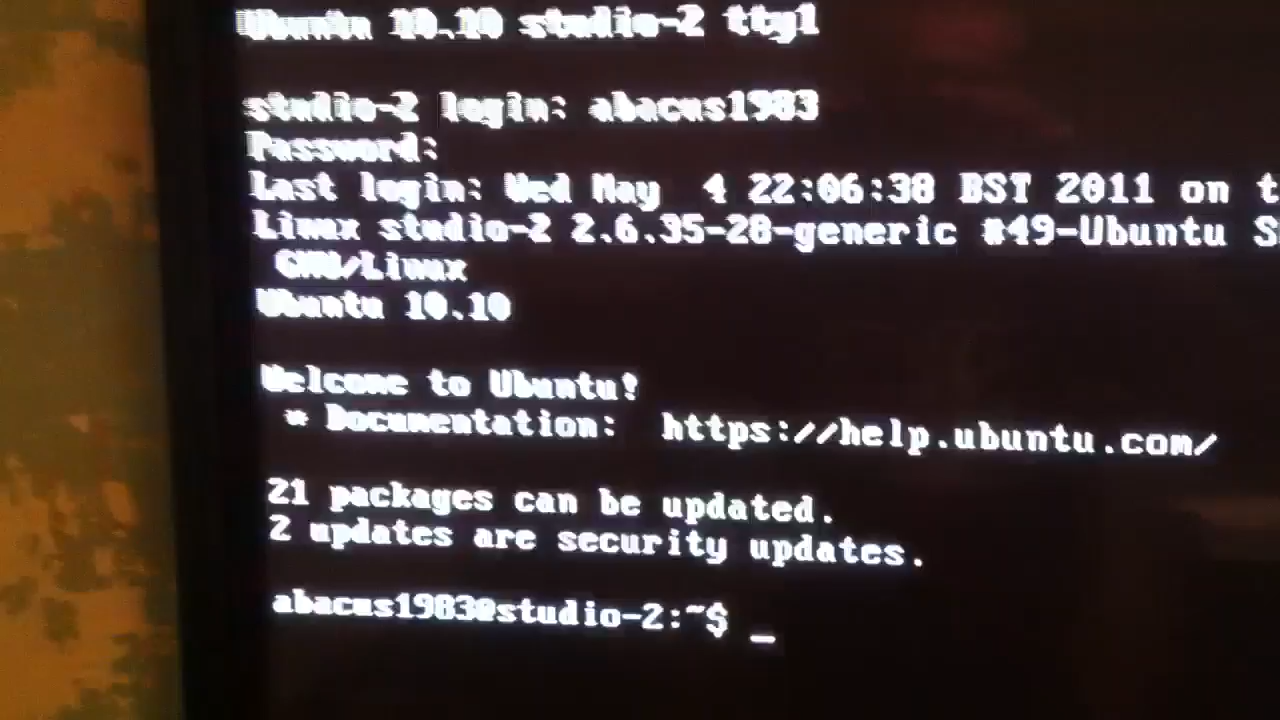 Ubuntu 10.10 studio-2 tty1
studio-2 login: abacus1983
Password:
Last login: Wed May  4 22:06:38 BST 2011 on t
Linux studio-2 2.6.35-28-generic #49-Ubuntu S
GNU/Linux
Ubuntu 10.10
Welcome to Ubuntu!
* Documentation:  https://help.ubuntu.com/
21 packages can be updated.
2 updates are security updates.
abacus1983@studio-2:~$ _